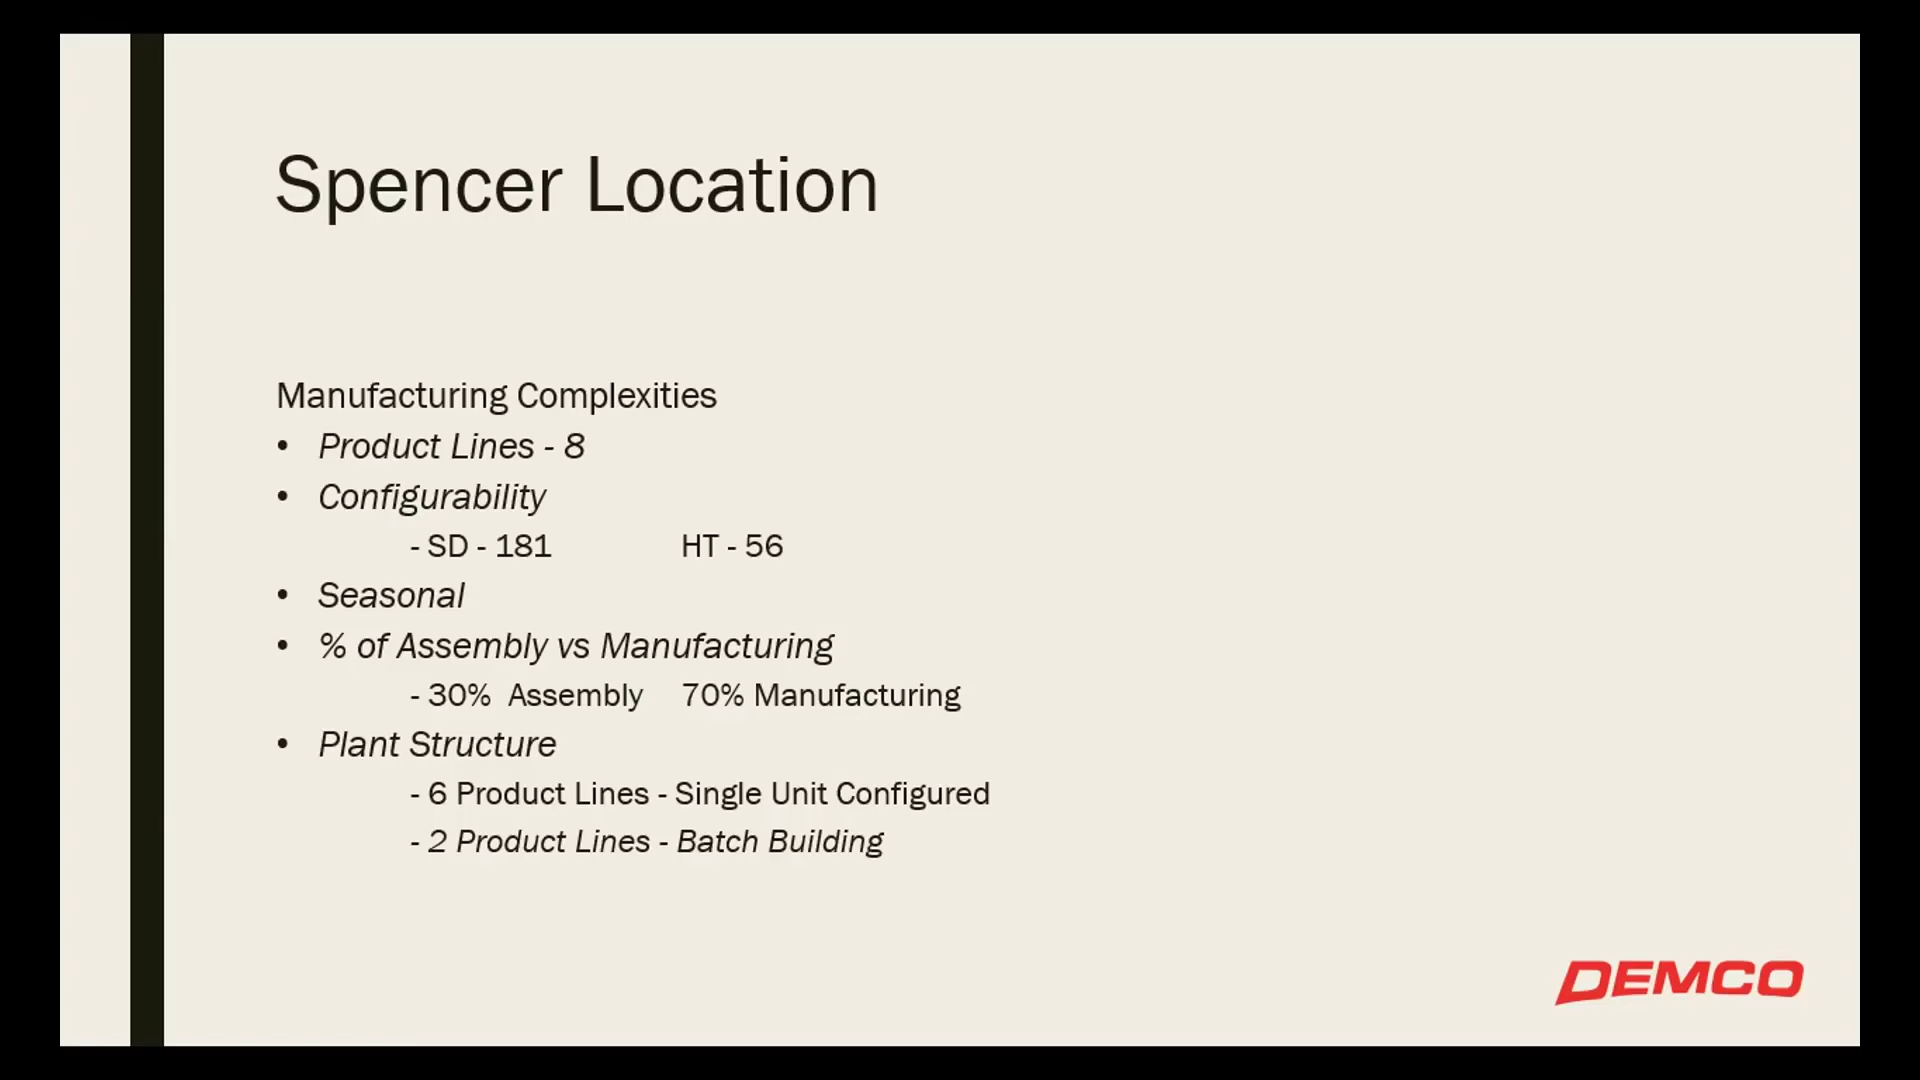 Spencer Location
Manufacturing Complexities
• Product Lines - 8
• Configurability
- SD - 181 HT - 56
• Seasonal
• % of Assembly vs Manufacturing
- 30% Assembly 70% Manufacturing
• Plant Structure
- 6 Product Lines - Single Unit Configured
- 2 Product Lines - Batch Building
DEMCO